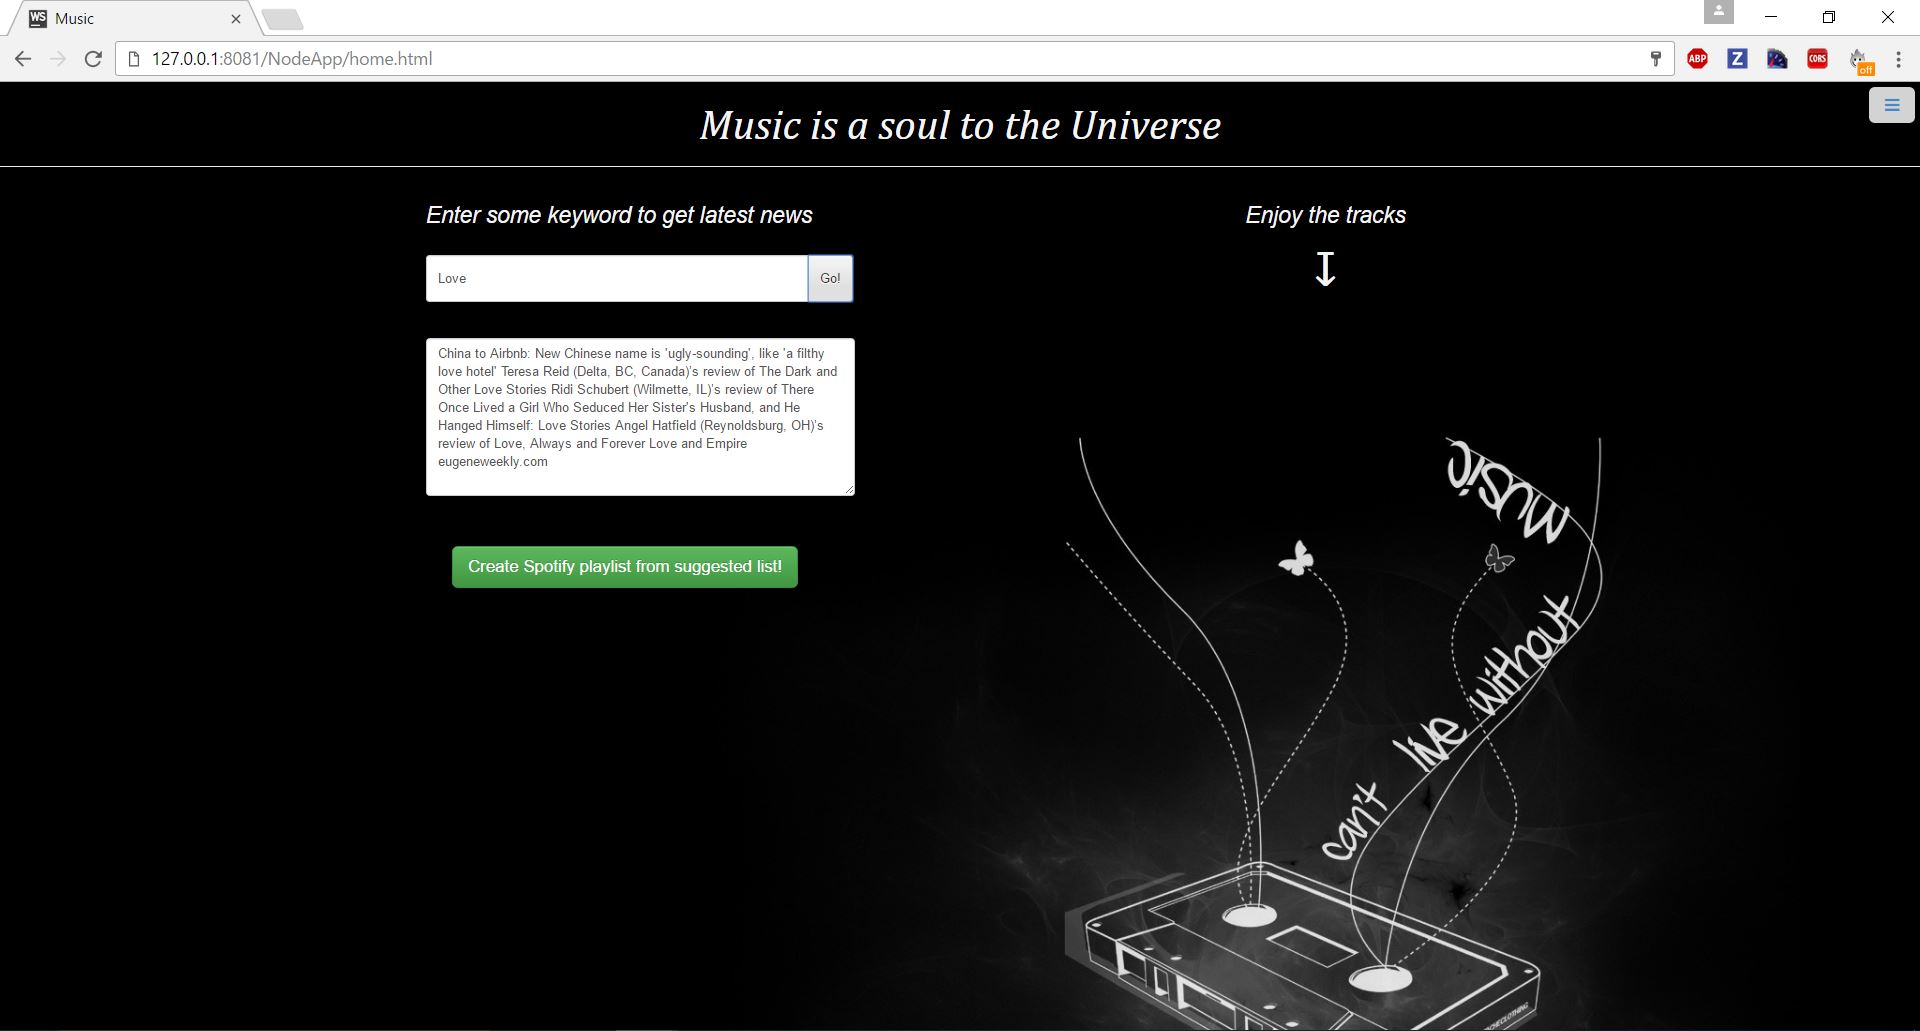 WS Music
127.0.0.1:8081/NodeApp/home.html
ABP
Z
CORS
off
Music is a soul to the Universe
Enter some keyword to get latest news
Enjoy the tracks
Love
Go!
China to Airbnb: New Chinese name is 'ugly-sounding', like 'a filthy
love hotel' Teresa Reid (Delta, BC, Canada)'s review of The Dark and
Other Love Stories Ridi Schubert (Wilmette, IL)'s review of There
Once Lived a Girl Who Seduced Her Sister's Husband, and He
Hanged Himself: Love Stories Angel Hatfield (Reynoldsburg, OH)'s
review of Love, Always and Forever Love and Empire
eugeneweekly.com
Create Spotify playlist from suggested list!
can't live without Music
CLOTHING